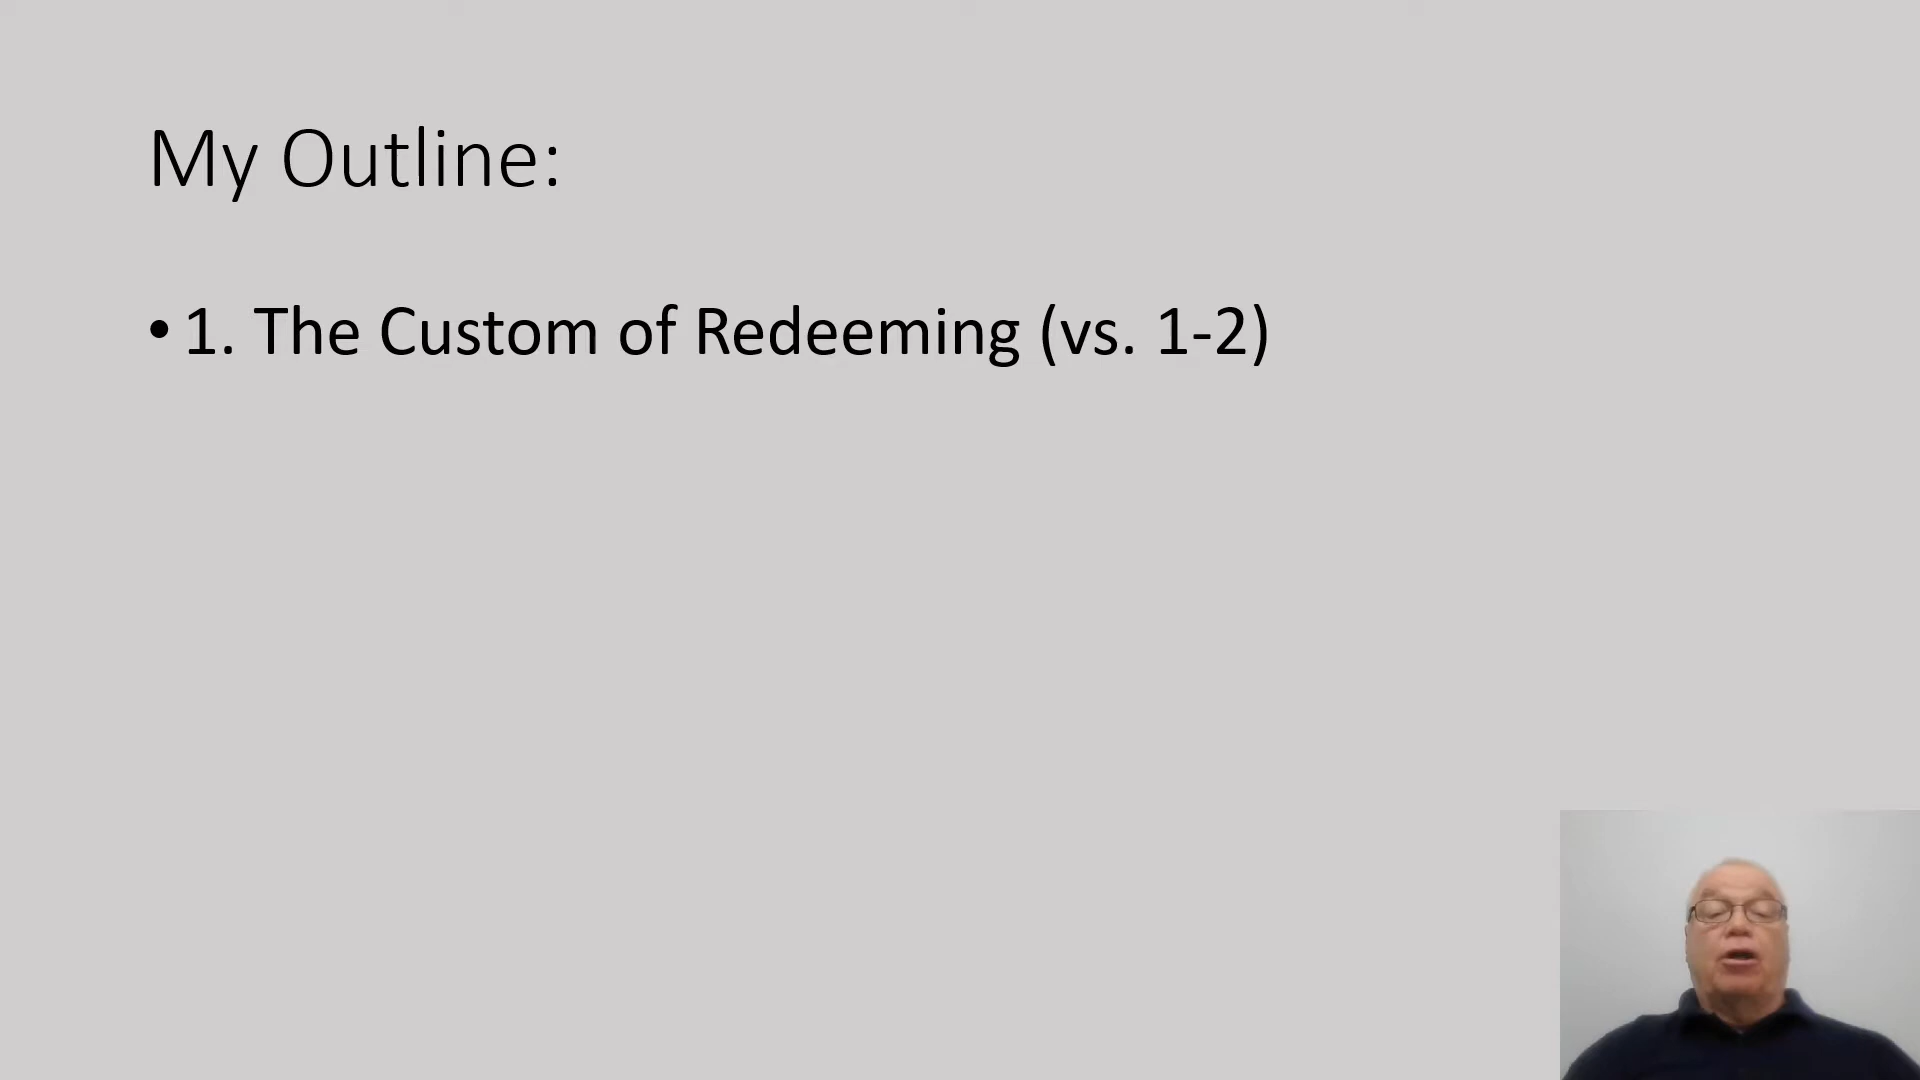 My Outline:
• 1. The Custom of Redeeming (vs. 1-2)